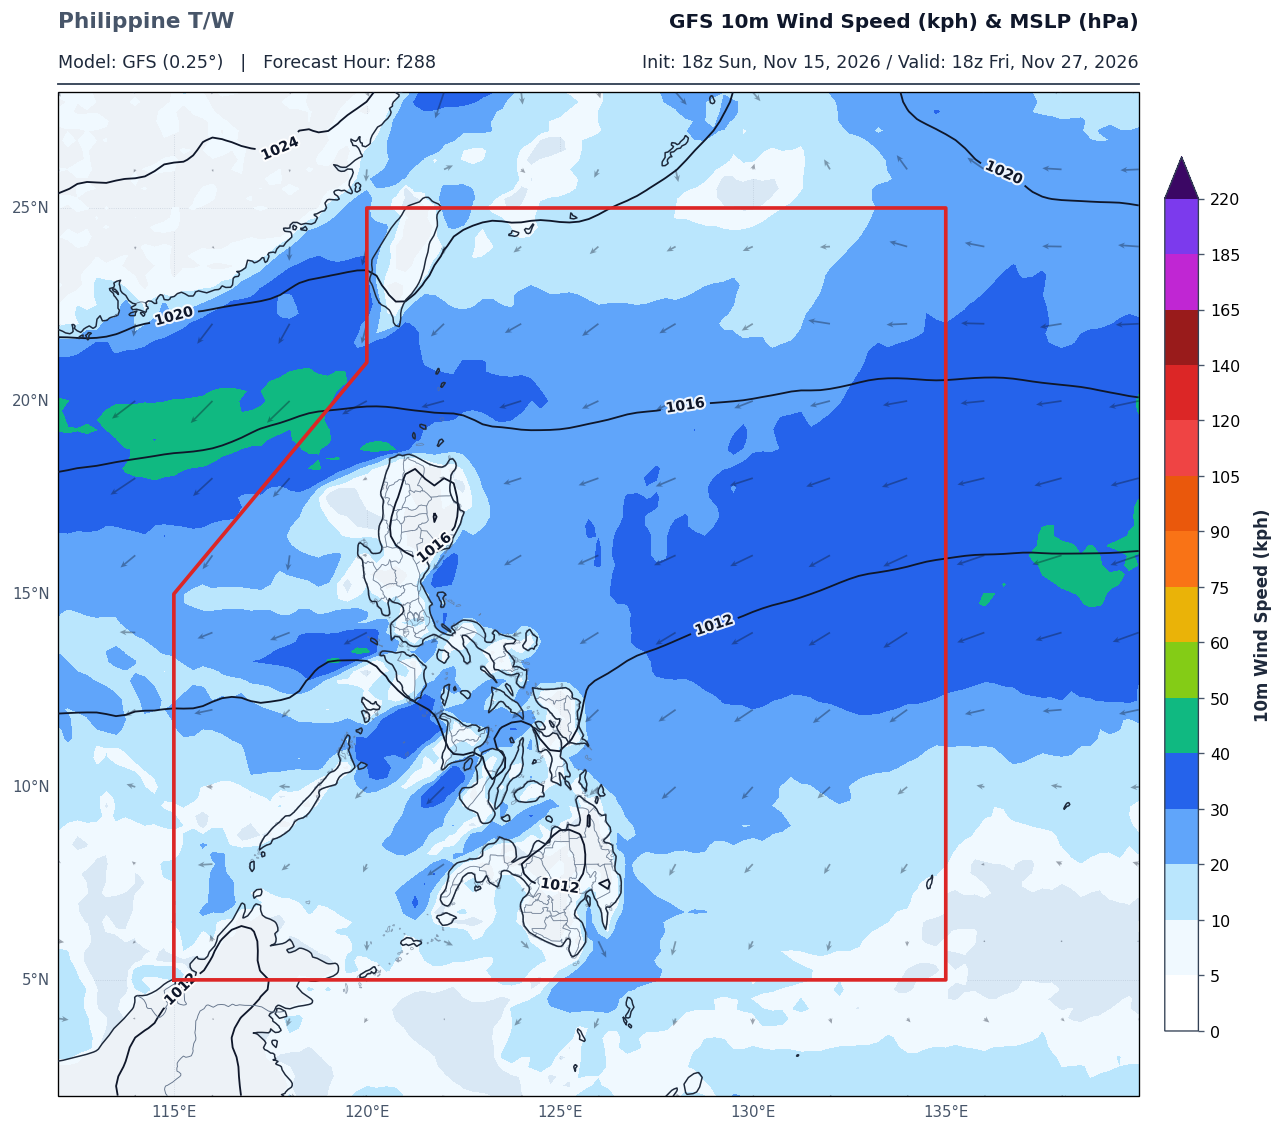 Philippine T/W
GFS 10m Wind Speed (kph) & MSLP (hPa)
Model: GFS (0.25°) | Forecast Hour: f288
Init: 18z Sun, Nov 15, 2026 / Valid: 18z Fri, Nov 27, 2026
1024
1020
1020
1016
1016
1012
1012
1012
25°N
20°N
15°N
10°N
5°N
115°E
120°E
125°E
130°E
135°E
220
185
165
140
120
105
90
75
60
50
40
30
20
10
5
0
10m Wind Speed (kph)